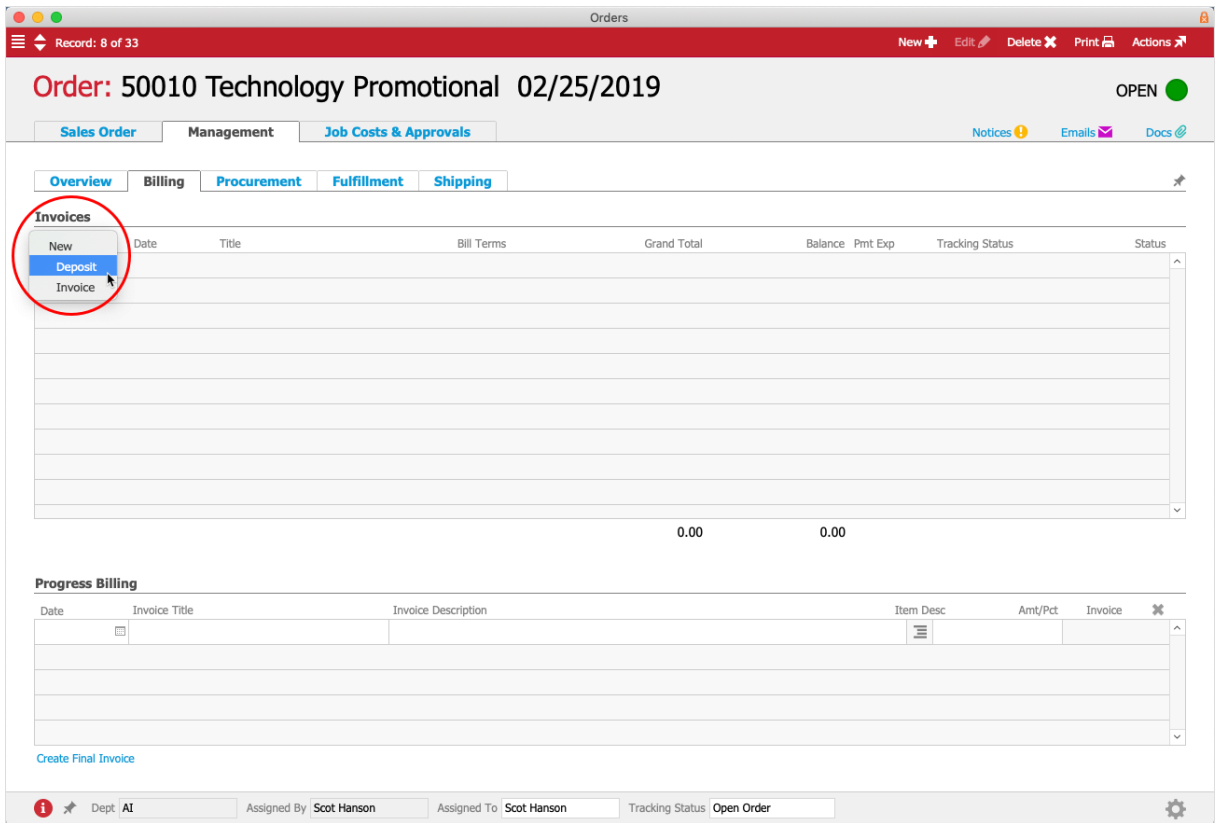 Orders
Record: 8 of 33 New Edit Delete Print Actions
Order: 50010 Technology Promotional 02/25/2019 OPEN
Sales Order Management Job Costs & Approvals Notices Emails Docs
Overview Billing Procurement Fulfillment Shipping
Invoices
New Date Title Bill Terms Grand Total Balance Pmt Exp Tracking Status Status
Deposit
Invoice
0.00 0.00
Progress Billing
Date Invoice Title Invoice Description Item Desc Amt/Pct Invoice
Create Final Invoice
Dept AI Assigned By Scot Hanson Assigned To Scot Hanson Tracking Status Open Order